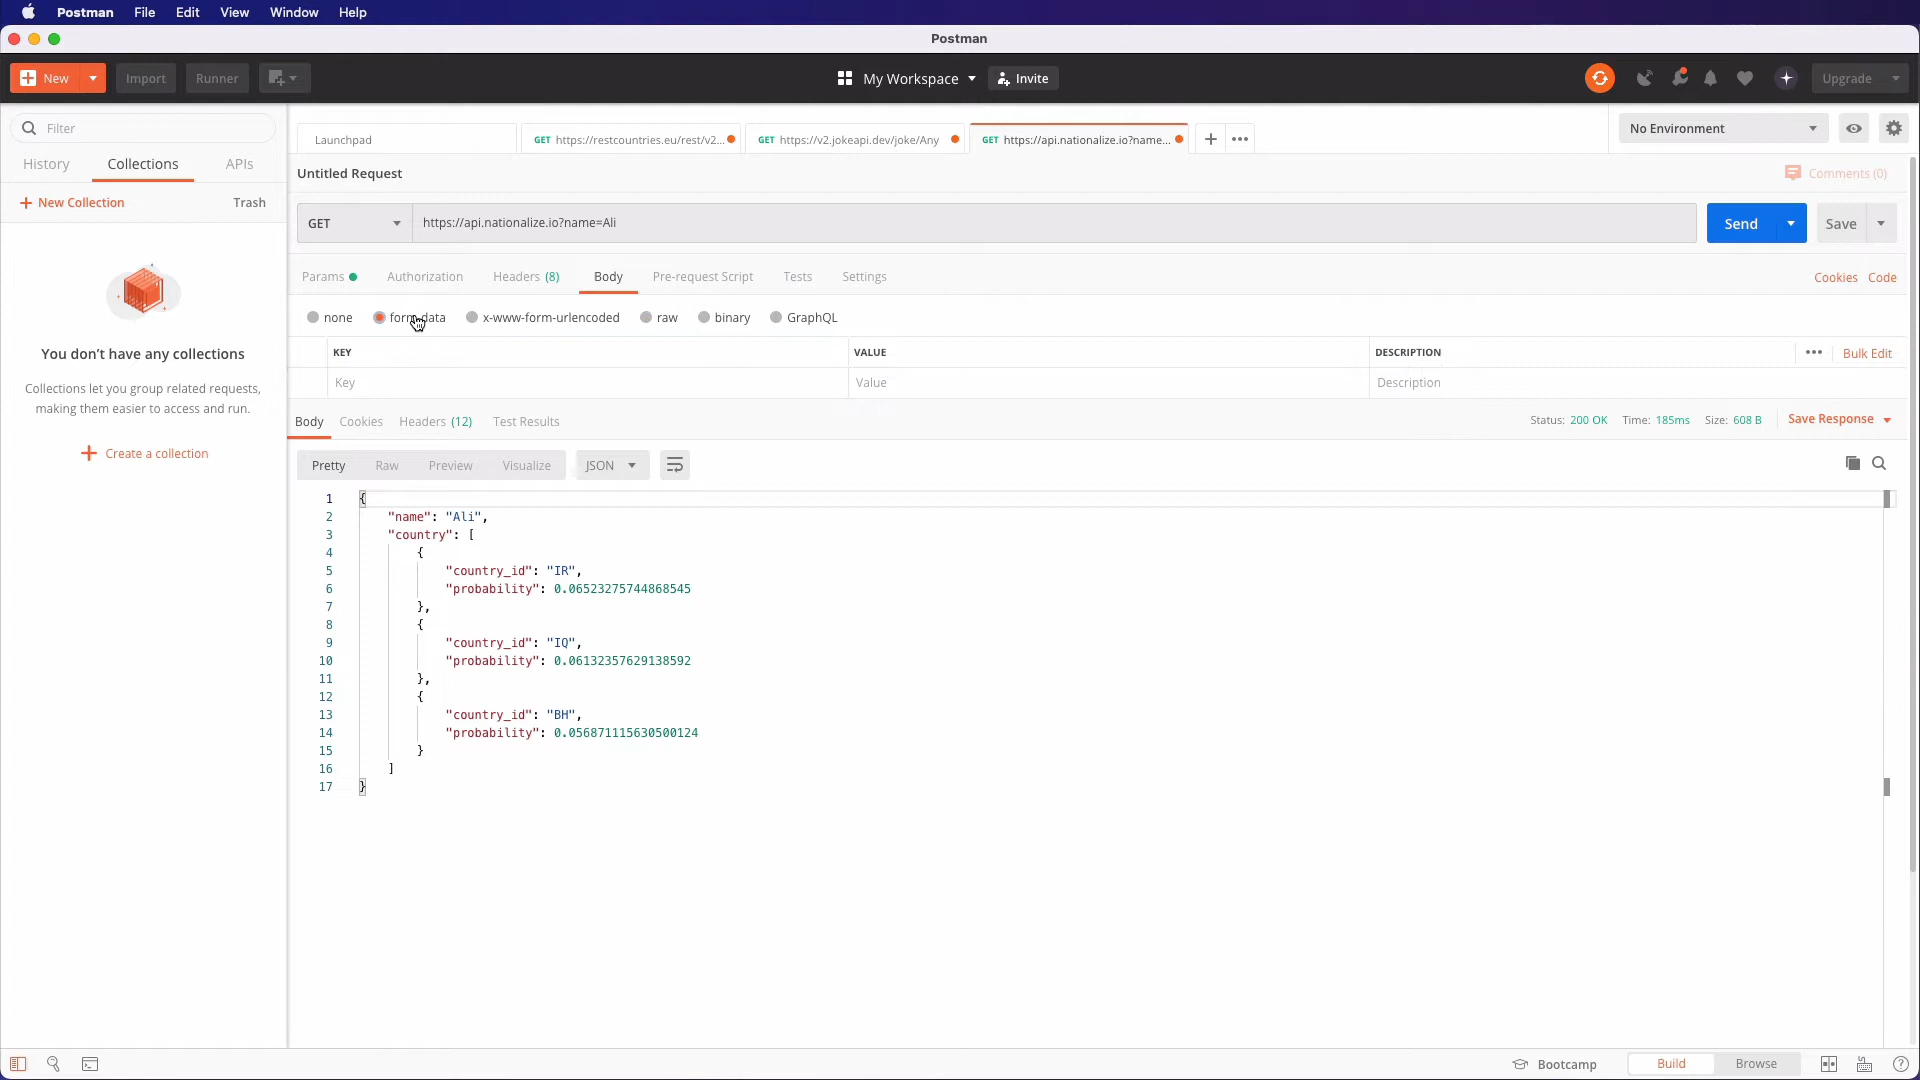 Postman File Edit View Window Help
Postman
New Import Runner My Workspace Invite Upgrade
Filter
History Collections APIs
New Collection Trash
You don't have any collections
Collections let you group related requests,
making them easier to access and run.
Create a collection
Launchpad GET https://restcountries.eu/rest/v2... GET https://v2.jokeapi.dev/joke/Any GET https://api.nationalize.io?name... No Environment
Untitled Request Comments (0)
GET https://api.nationalize.io?name=Ali Send Save
Params Authorization Headers (8) Body Pre-request Script Tests Settings Cookies Code
none form-data x-www-form-urlencoded raw binary GraphQL
KEY VALUE DESCRIPTION Bulk Edit
Key Value Description
Body Cookies Headers (12) Test Results Status: 200 OK Time: 185ms Size: 608 B Save Response
Pretty Raw Preview Visualize JSON
1 {
2 "name": "Ali",
3 "country": [
4 {
5 "country_id": "IR",
6 "probability": 0.06523275744868545
7 },
8 {
9 "country_id": "IQ",
10 "probability": 0.06132357629138592
11 },
12 {
13 "country_id": "BH",
14 "probability": 0.056871115630500124
15 }
16 ]
17 }
Bootcamp Build Browse